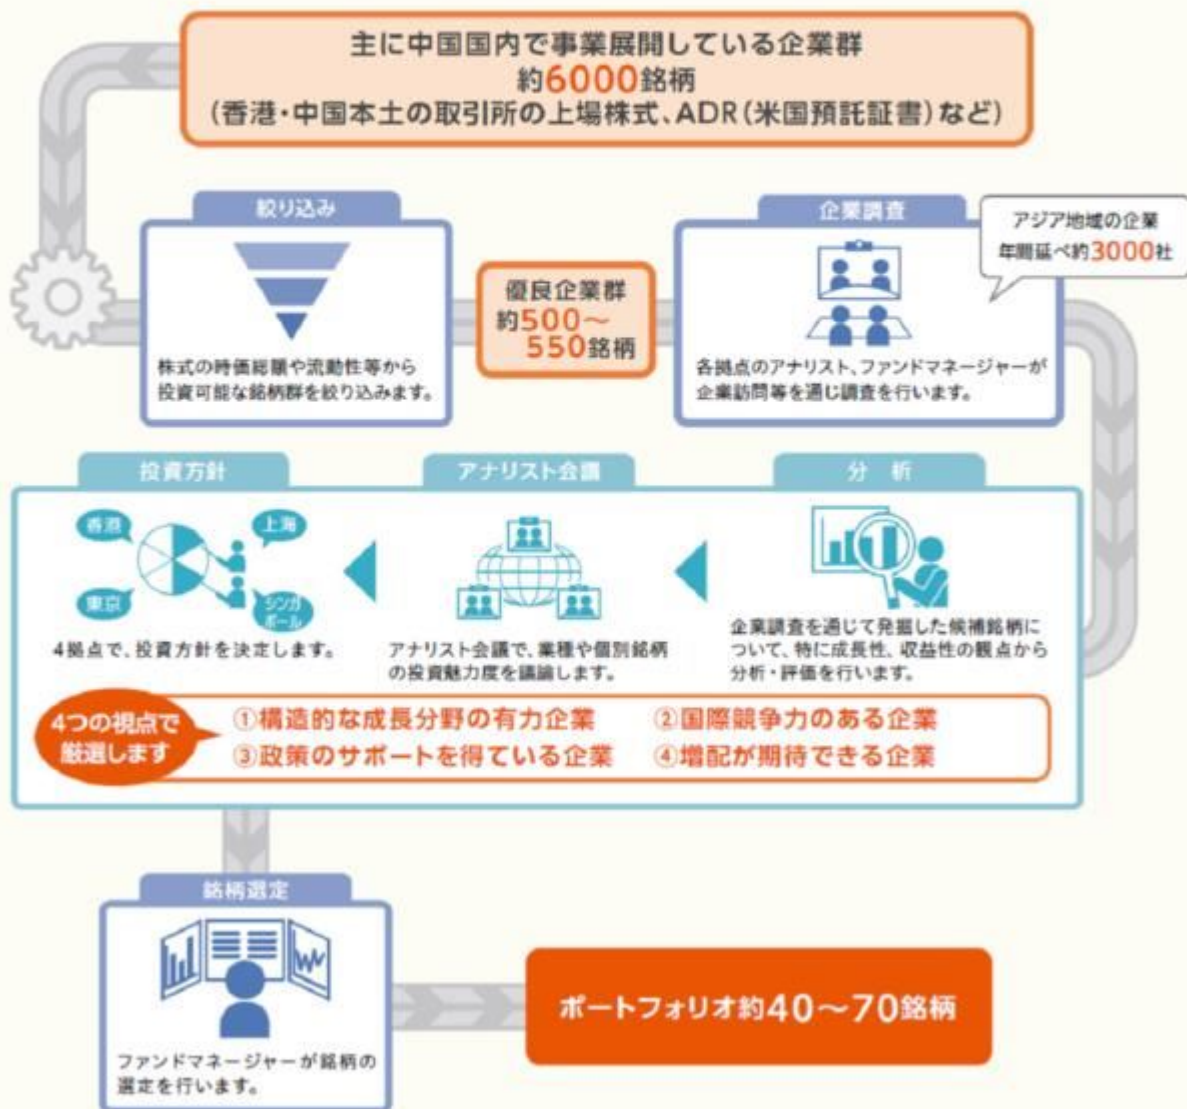 主に中国国内で事業展開している企業群
約6000銘柄
(香港・中国本土の取引所の上場株式、ADR(米国預託証書)など)
絞り込み
株式の時価総額や流動性等から
投資可能な銘柄群を絞り込みます。
優良企業群
約500～
550銘柄
企業調査
アジア地域の企業
年間延べ約3000社
各拠点のアナリスト、ファンドマネージャーが
企業訪問等を通じ調査を行います。
投資方針
香港
上海
東京
シンガ
ポール
4拠点で、投資方針を決定します。
アナリスト会議
アナリスト会議で、業種や個別銘柄
の投資魅力度を議論します。
分析
企業調査を通じて発掘した候補銘柄に
ついて、特に成長性、収益性の観点から
分析・評価を行います。
4つの視点で
厳選します
①構造的な成長分野の有力企業 ②国際競争力のある企業
③政策のサポートを得ている企業 ④増配が期待できる企業
銘柄選定
ファンドマネージャーが銘柄の
選定を行います。
ポートフォリオ約40～70銘柄